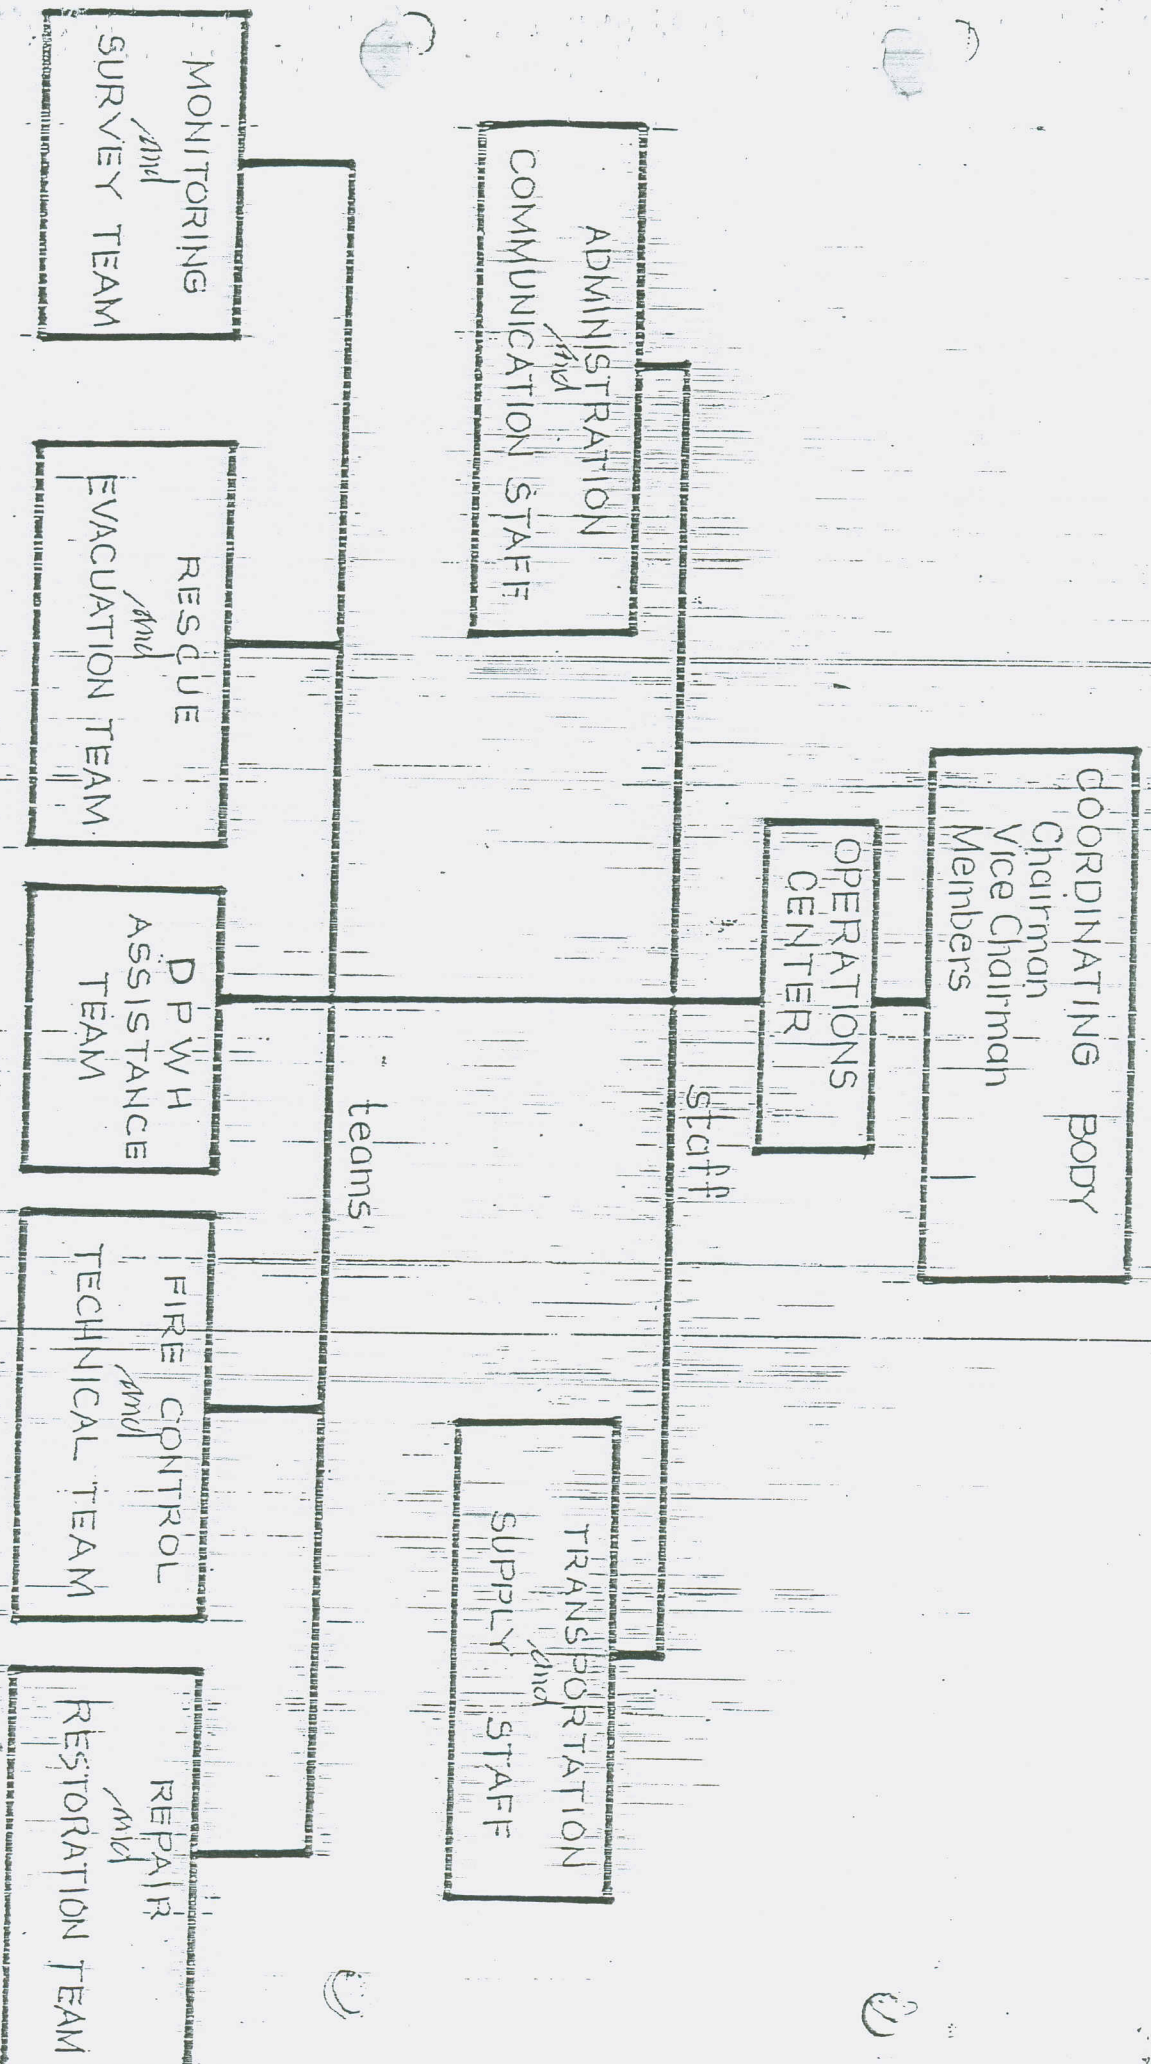 COORDINATING BODY
Chairman
Vice Chairman
Members
OPERATIONS
CENTER
staff
ADMINISTRATION
and
COMMUNICATION STAFF
TRANSPORTATION
and
SUPPLY STAFF
teams
MONITORING
and
SURVEY TEAM
RESCUE
and
EVACUATION TEAM
DPWH
ASSISTANCE
TEAM
FIRE CONTROL
and
TECHNICAL TEAM
REPAIR
and
RESTORATION TEAM